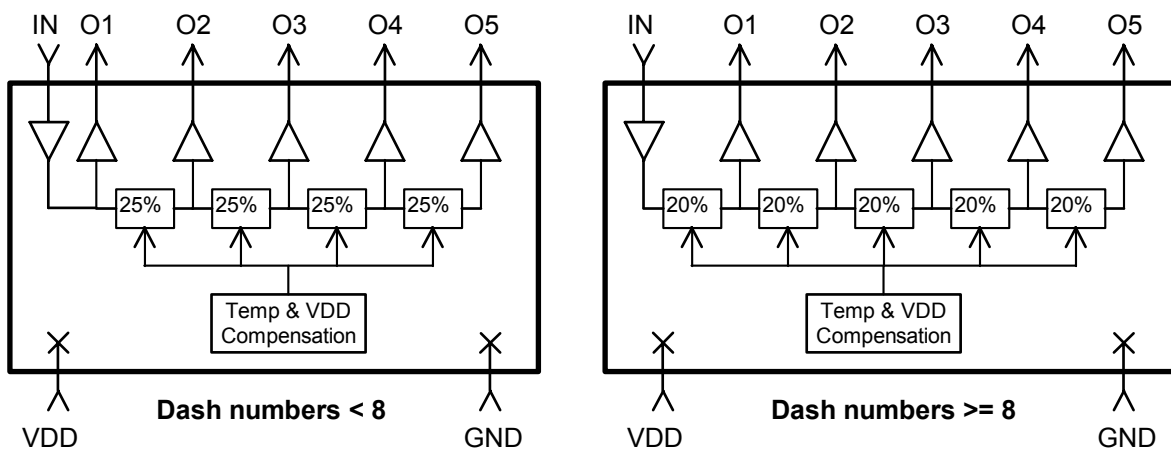 IN O1 O2 O3 O4 O5
25% 25% 25% 25%
Temp & VDD
Compensation
Dash numbers < 8
VDD GND
IN O1 O2 O3 O4 O5
20% 20% 20% 20% 20%
Temp & VDD
Compensation
Dash numbers >= 8
VDD GND